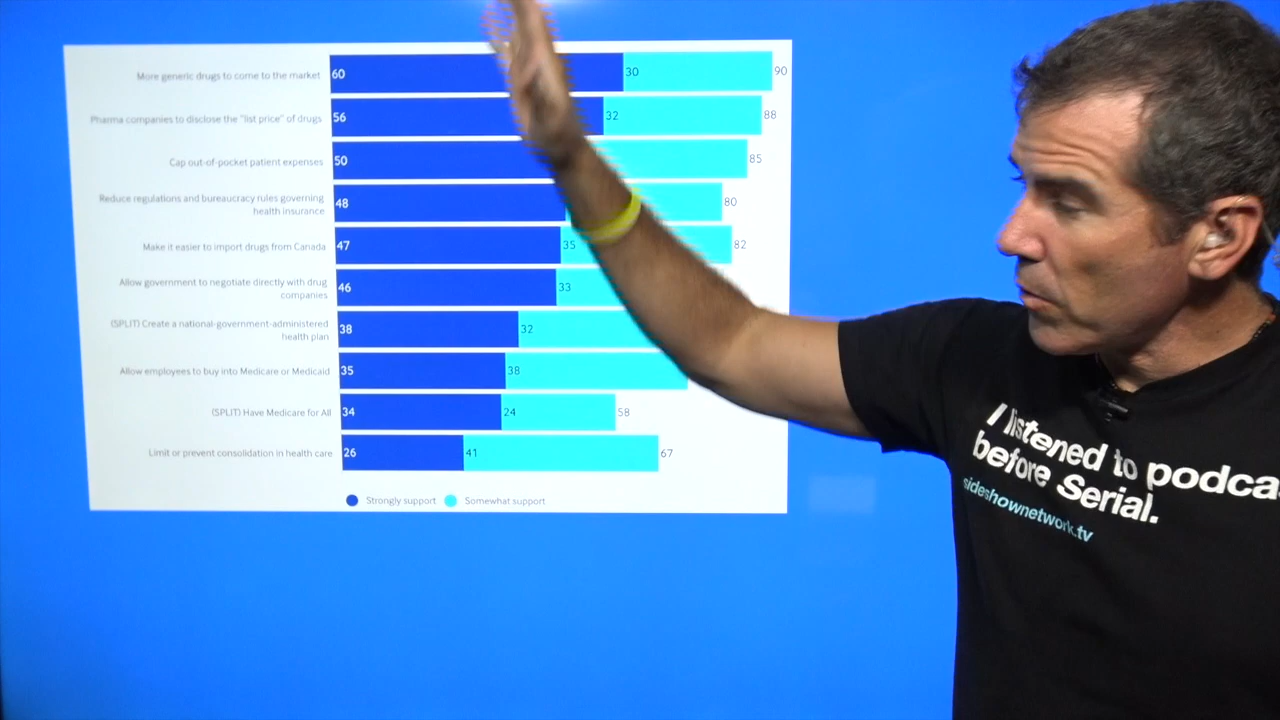 More generic drugs to come to the market 60 30 90
Pharma companies to disclose the "list price" of drugs 56 32 88
Cap out-of-pocket patient expenses 50 85
Reduce regulations and bureaucracy rules governing
health insurance 48 80
Make it easier to import drugs from Canada 47 35 82
Allow government to negotiate directly with drug
companies 46 33
(SPLIT) Create a national-government-administered
health plan 38 32
Allow employees to buy into Medicare or Medicaid 35 38
(SPLIT) Have Medicare for All 34 24 58
Limit or prevent consolidation in health care 26 41 67
Strongly support Somewhat support
I listened to podca
before Serial.
sideshownetwork.tv